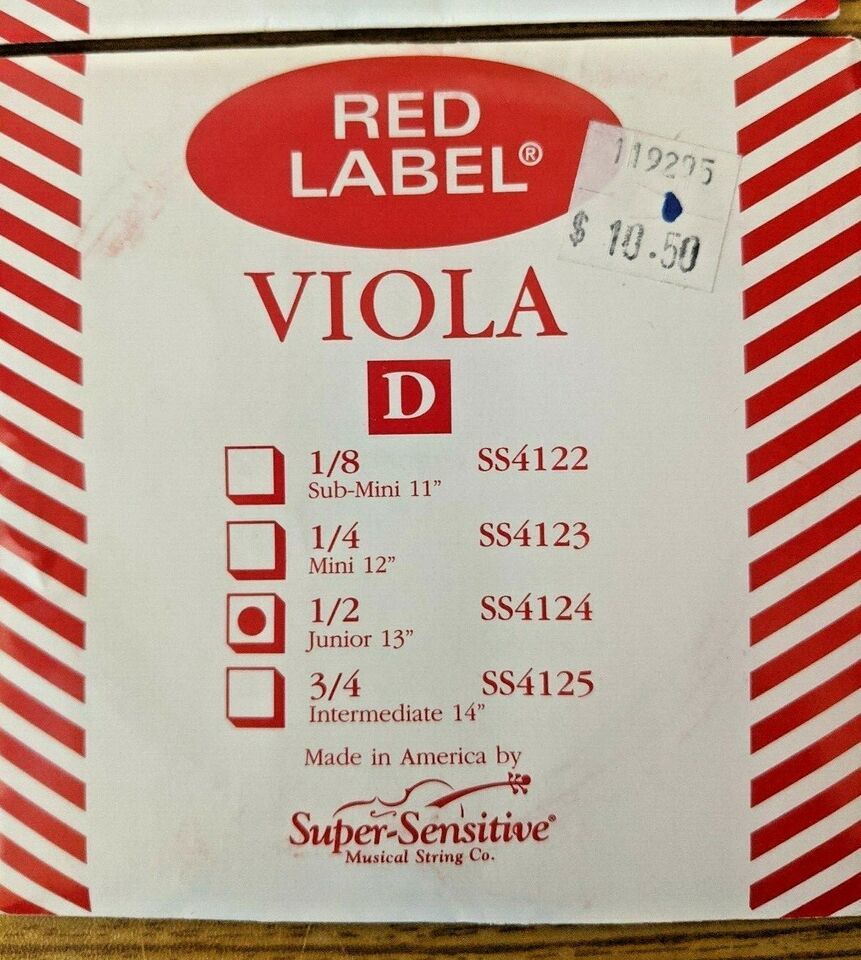 RED
LABEL®
$ 10.50
VIOLA
D
1/8 SS4122
Sub-Mini 11"
1/4 SS4123
Mini 12"
1/2 SS4124
Junior 13"
3/4 SS4125
Intermediate 14"
Made in America by
Super-Sensitive®
Musical String Co.